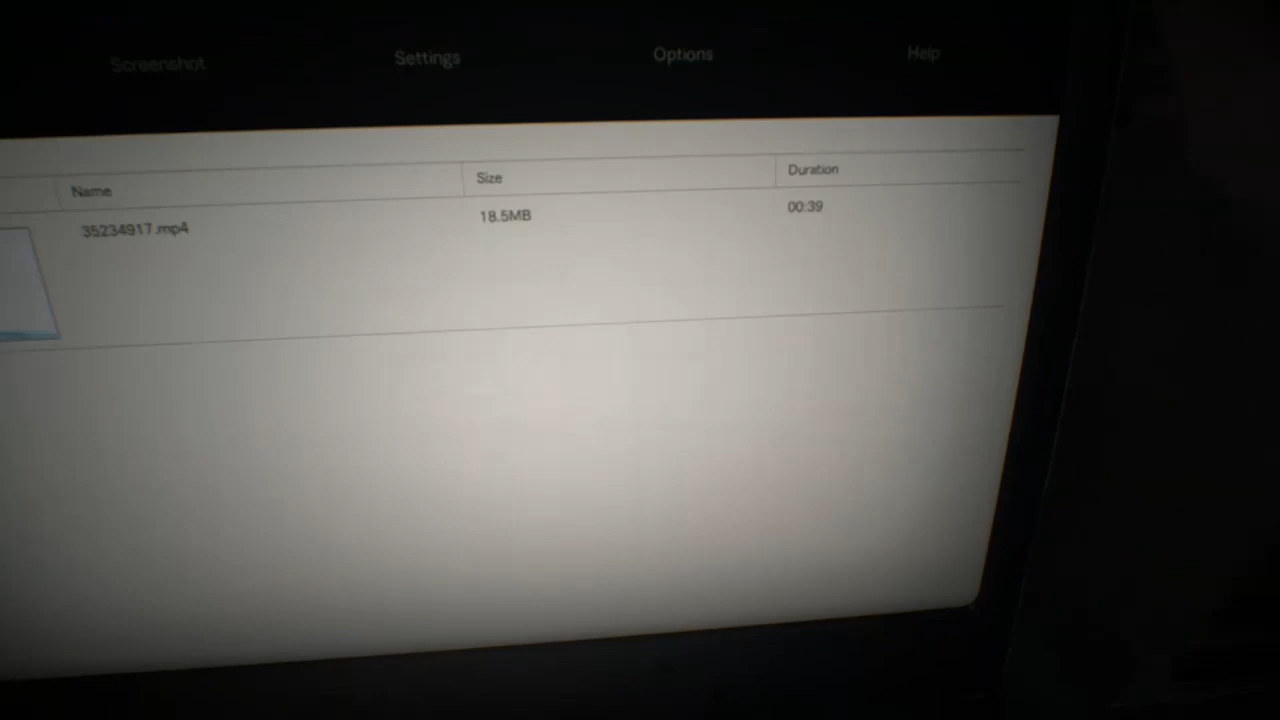 Screenshot Settings Options Help
Name Size Duration
35234917.mp4 18.5MB 00:39